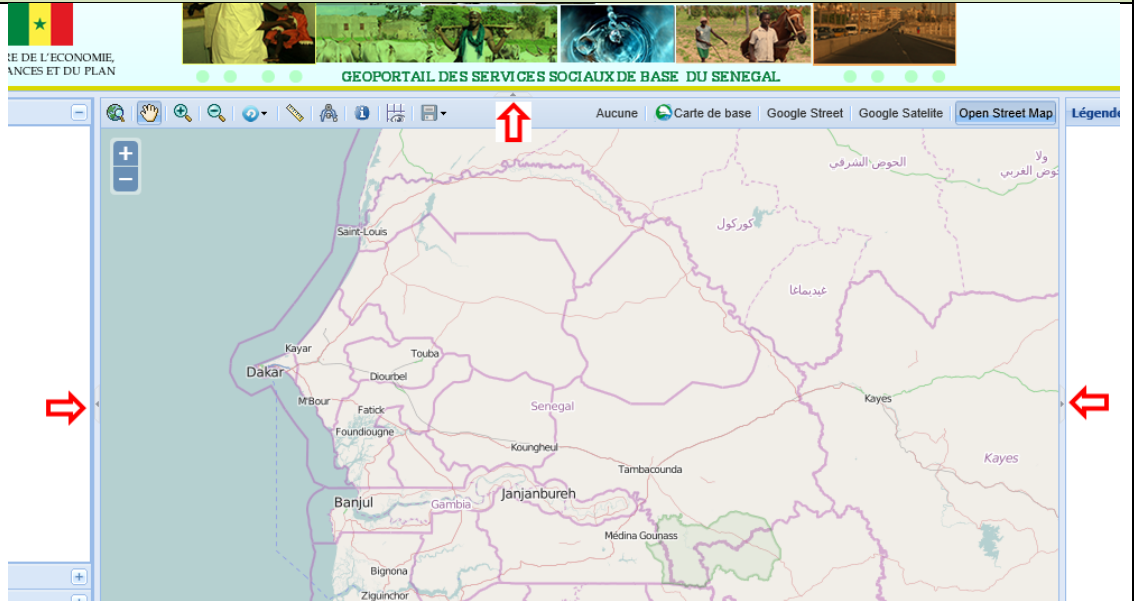 RE DE L'ECONOMIE,
ANCES ET DU PLAN
GEOPORTAIL DES SERVICES SOCIAUX DE BASE DU SENEGAL
Aucune Carte de base Google Street Google Satelite Open Street Map Légende
الحوض الشرقي
ولا
حوض الغربي
كوركول
Saint-Louis
غيديماغا
Kayar
Touba
Dakar
Diourbel
M'Bour
Fatick
Senegal
Kayes
Foundiougne
Koungheul
Kayes
Tambacounda
Banjul
Gambia
Janjanbureh
Médina Gounass
Bignona
Ziguinchor